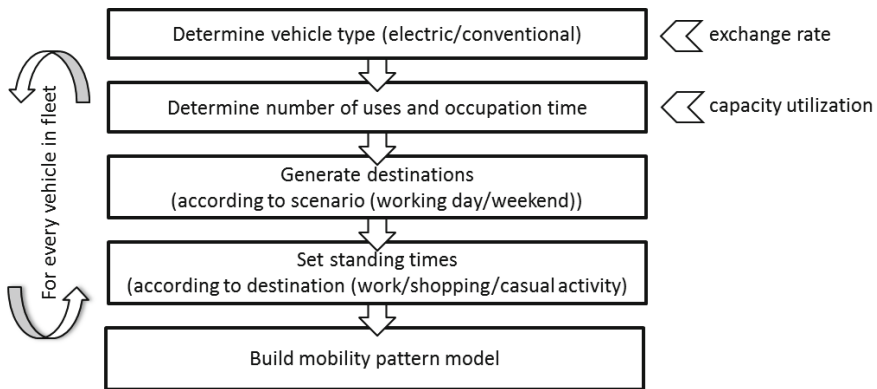 Determine vehicle type (electric/conventional)
exchange rate
Determine number of uses and occupation time
capacity utilization
Generate destinations
(according to scenario (working day/weekend))
Set standing times
(according to destination (work/shopping/casual activity)
Build mobility pattern model
For every vehicle in fleet